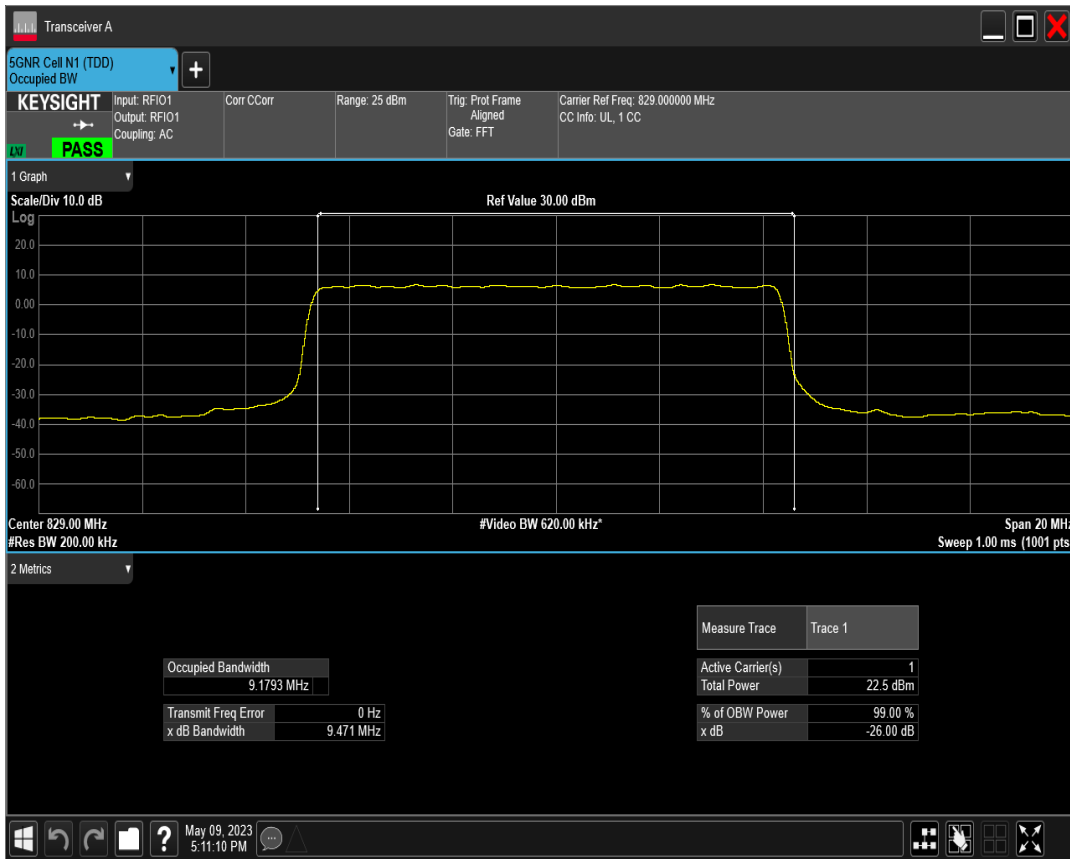 Transceiver A
5GNR Cell N1 (TDD)
Occupied BW
+
KEYSIGHT
LXI
PASS
Input: RFIO1
Output: RFIO1
Coupling: AC
Corr CCorr
Range: 25 dBm
Trig: Prot Frame
Aligned
Gate: FFT
Carrier Ref Freq: 829.000000 MHz
CC Info: UL, 1 CC
1 Graph
Scale/Div 10.0 dB
Ref Value 30.00 dBm
Log
20.0
10.0
0.00
-10.0
-20.0
-30.0
-40.0
-50.0
-60.0
Center 829.00 MHz
#Video BW 620.00 kHz*
Span 20 MHz
#Res BW 200.00 kHz
Sweep 1.00 ms (1001 pts
2 Metrics
Measure Trace Trace 1
Occupied Bandwidth
9.1793 MHz
Active Carrier(s) 1
Total Power 22.5 dBm
Transmit Freq Error 0 Hz
x dB Bandwidth 9.471 MHz
% of OBW Power 99.00 %
x dB -26.00 dB
?
May 09, 2023
5:11:10 PM